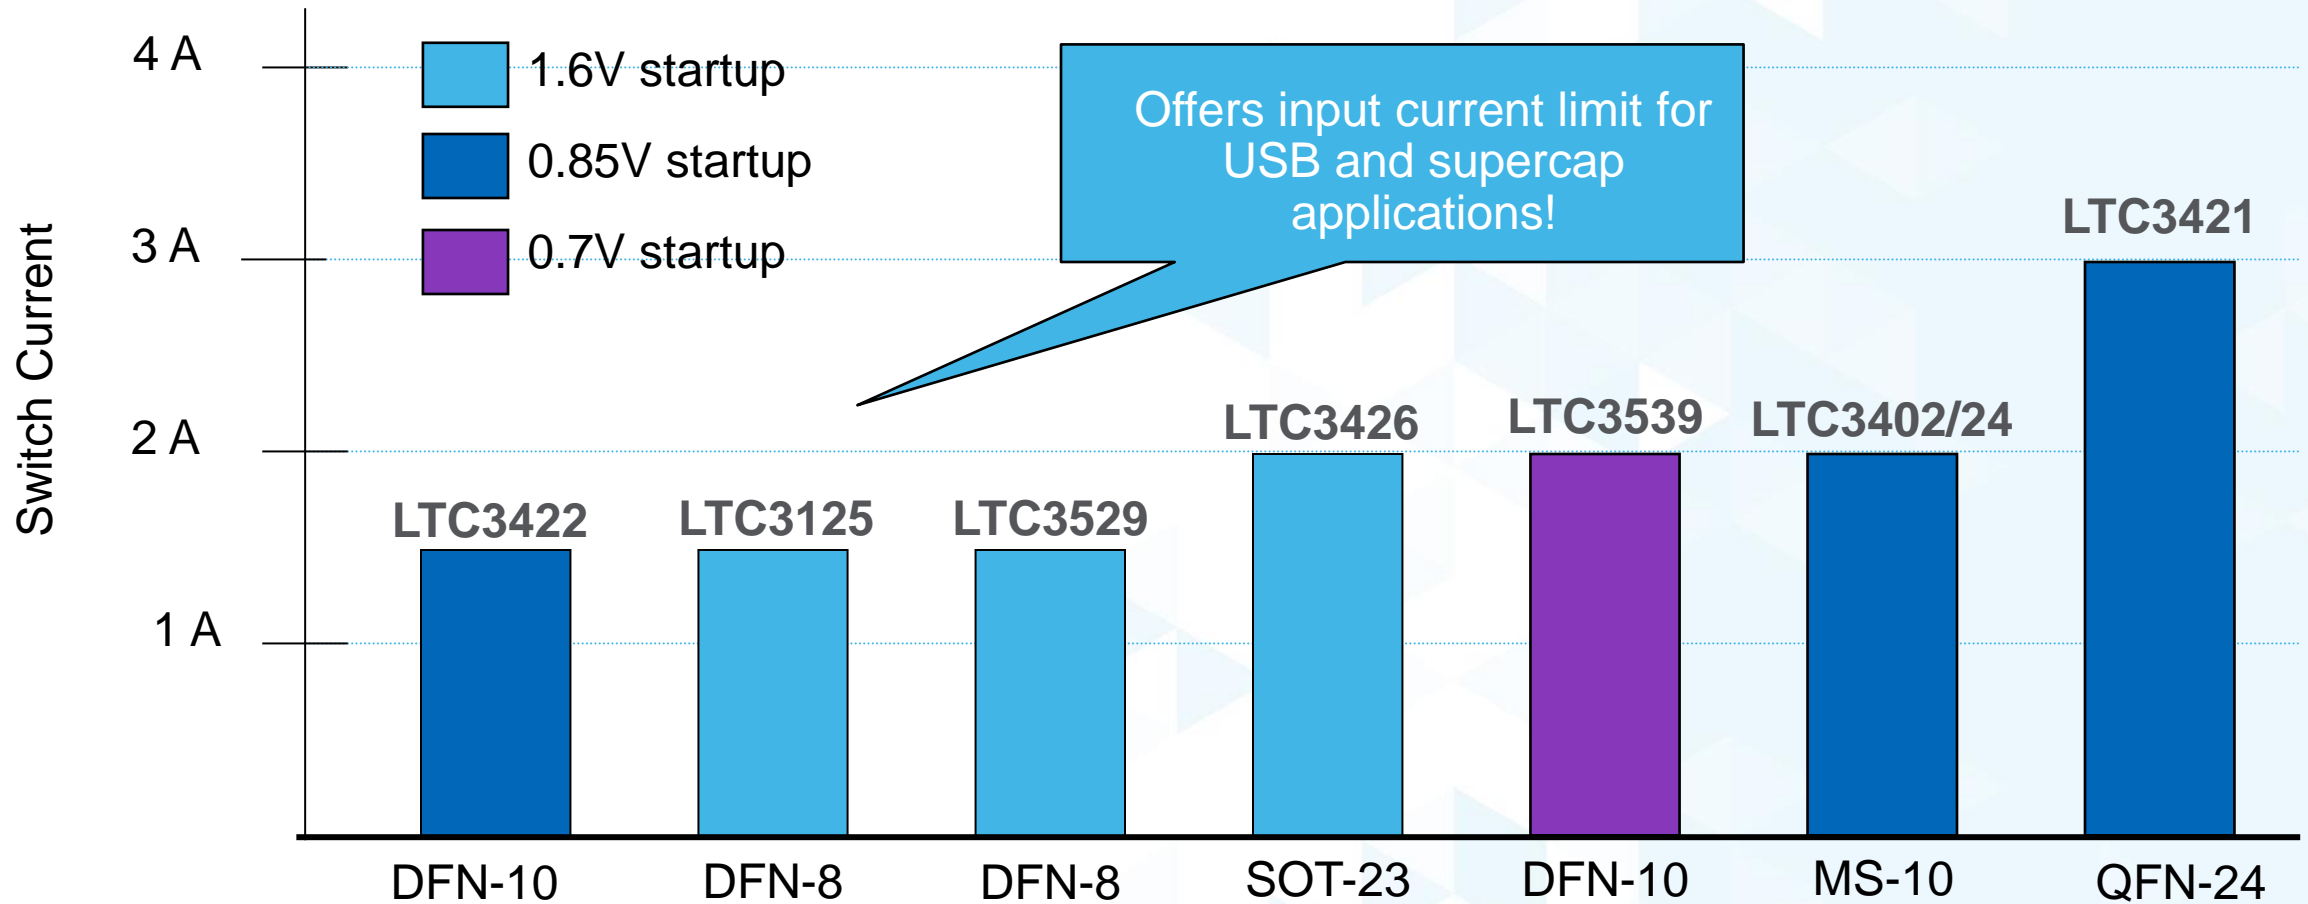 4 A
3 A
2 A
1 A
Switch Current
1.6V startup
0.85V startup
0.7V startup
Offers input current limit for
USB and supercap
applications!
LTC3422
LTC3125
LTC3529
LTC3426
LTC3539
LTC3402/24
LTC3421
DFN-10
DFN-8
DFN-8
SOT-23
DFN-10
MS-10
QFN-24